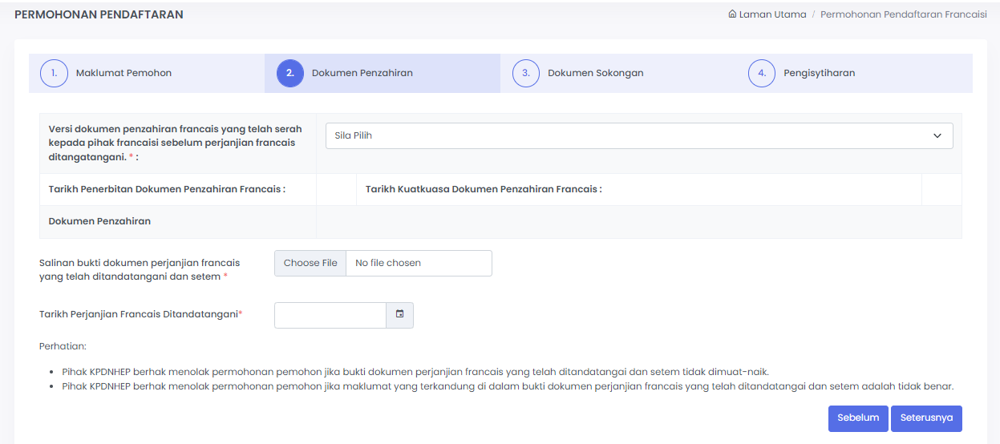 PERMOHONAN PENDAFTARAN
Laman Utama / Permohonan Pendaftaran Francaisi
1. Maklumat Pemohon
2. Dokumen Penzahiran
3. Dokumen Sokongan
4. Pengisytiharan
Versi dokumen penzahiran francais yang telah serah
kepada pihak francaisi sebelum perjanjian francais
ditangatangani. * :
Sila Pilih
Tarikh Penerbitan Dokumen Penzahiran Francais :
Tarikh Kuatkuasa Dokumen Penzahiran Francais :
Dokumen Penzahiran
Salinan bukti dokumen perjanjian francais
yang telah ditandatangani dan setem *
Choose File No file chosen
Tarikh Perjanjian Francais Ditandatangani*
Perhatian:
• Pihak KPDNHEP berhak menolak permohonan pemohon jika bukti dokumen perjanjian francais yang telah ditandatangai dan setem tidak dimuat-naik.
• Pihak KPDNHEP berhak menolak permohonan pemohon jika maklumat yang terkandung di dalam bukti dokumen perjanjian francais yang telah ditandatangai dan setem adalah tidak benar.
Sebelum Seterusnya